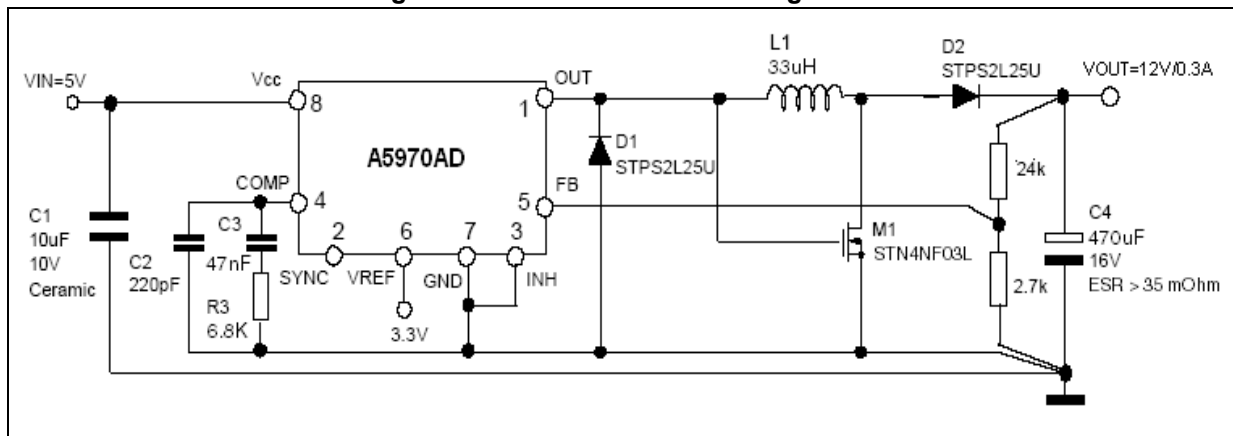 VIN=5V
Vcc
8
OUT
1
L1
33uH
D2
STPS2L25U
VOUT=12V/0.3A
A5970AD
D1
STPS2L25U
COMP
4
FB
5
24k
C1
10uF
10V
Ceramic
C2
220pF
C3
47nF
R3
6.8K
2
SYNC
6
VREF
7
GND
3
INH
3.3V
M1
STN4NF03L
2.7k
C4
470uF
16V
ESR > 35 mOhm